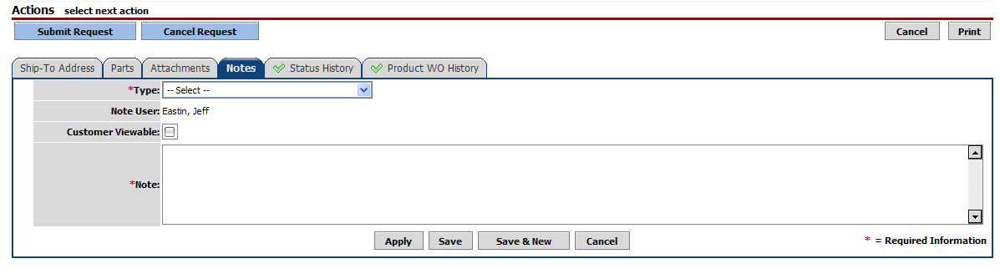 Actions select next action
Submit Request Cancel Request Cancel Print
Ship-To Address Parts Attachments Notes Status History Product WO History
*Type: -- Select --
Note User: Eastin, Jeff
Customer Viewable:
*Note:
Apply Save Save & New Cancel * = Required Information